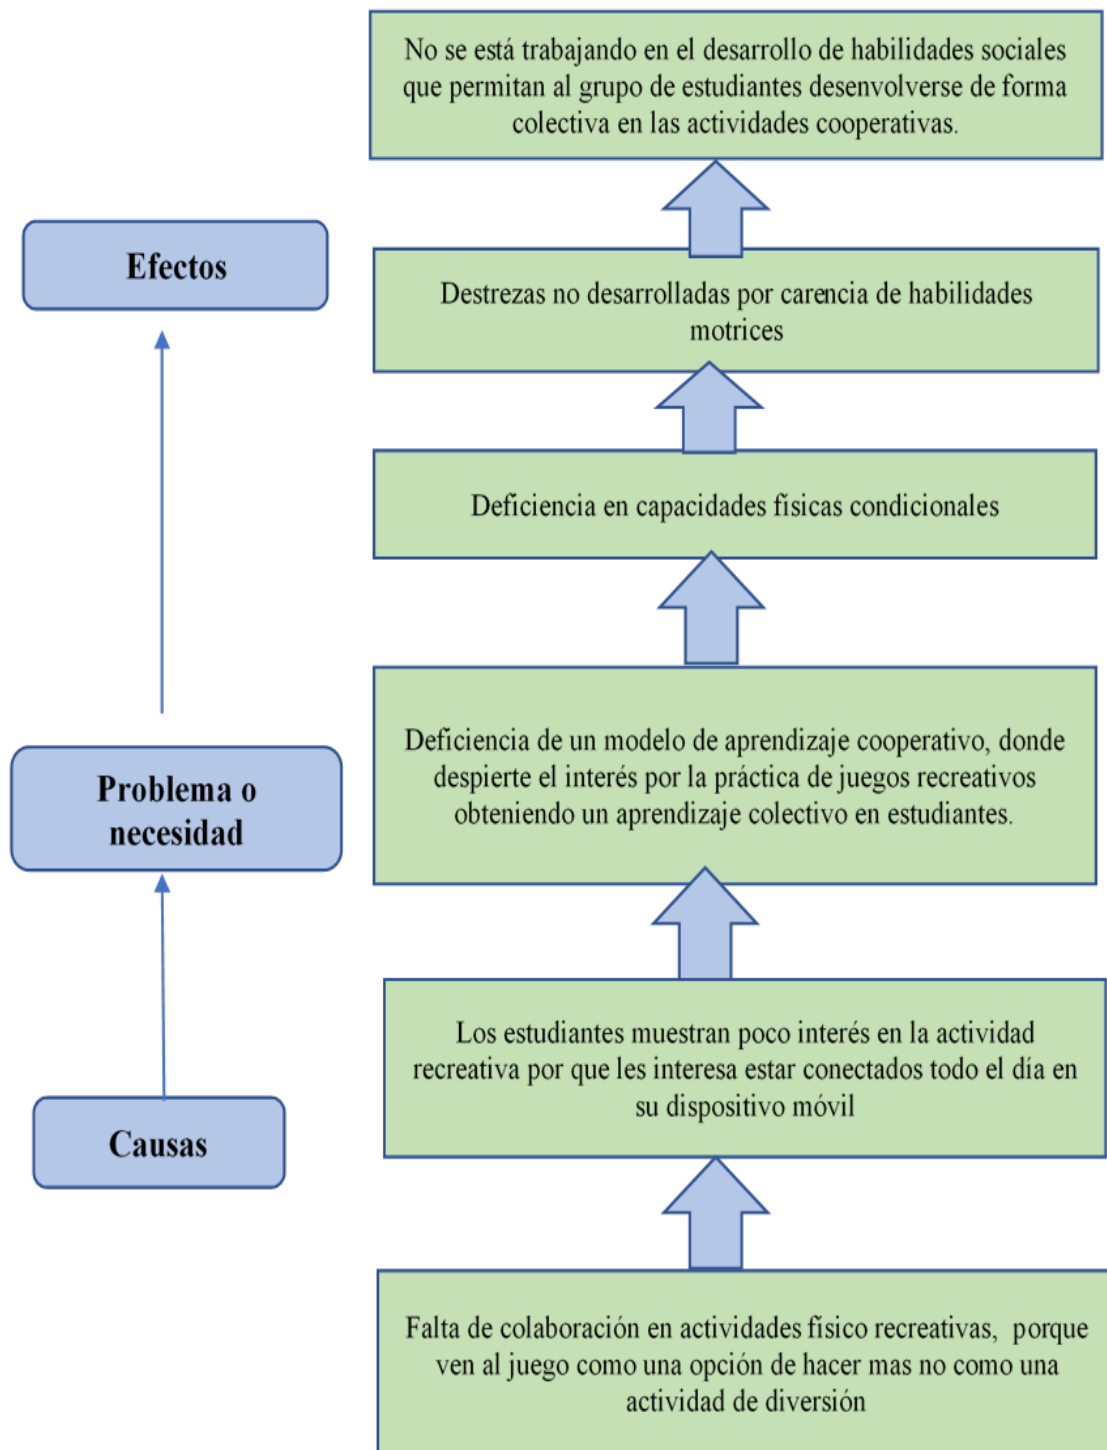 No se está trabajando en el desarrollo de habilidades sociales
que permitan al grupo de estudiantes desenvolverse de forma
colectiva en las actividades cooperativas.
Efectos
Destrezas no desarrolladas por carencia de habilidades
motrices
Deficiencia en capacidades físicas condicionales
Problema o
necesidad
Deficiencia de un modelo de aprendizaje cooperativo, donde
despierte el interés por la práctica de juegos recreativos
obteniendo un aprendizaje colectivo en estudiantes.
Los estudiantes muestran poco interés en la actividad
recreativa por que les interesa estar conectados todo el día en
su dispositivo móvil
Causas
Falta de colaboración en actividades físico recreativas, porque
ven al juego como una opción de hacer mas no como una
actividad de diversión